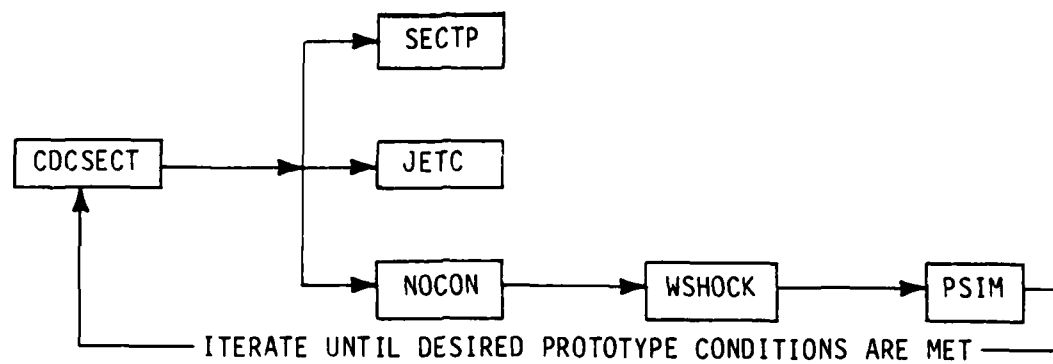 SECTP
CDCSECT
JETC
NOCON
WSHOCK
PSIM
ITERATE UNTIL DESIRED PROTOTYPE CONDITIONS ARE MET